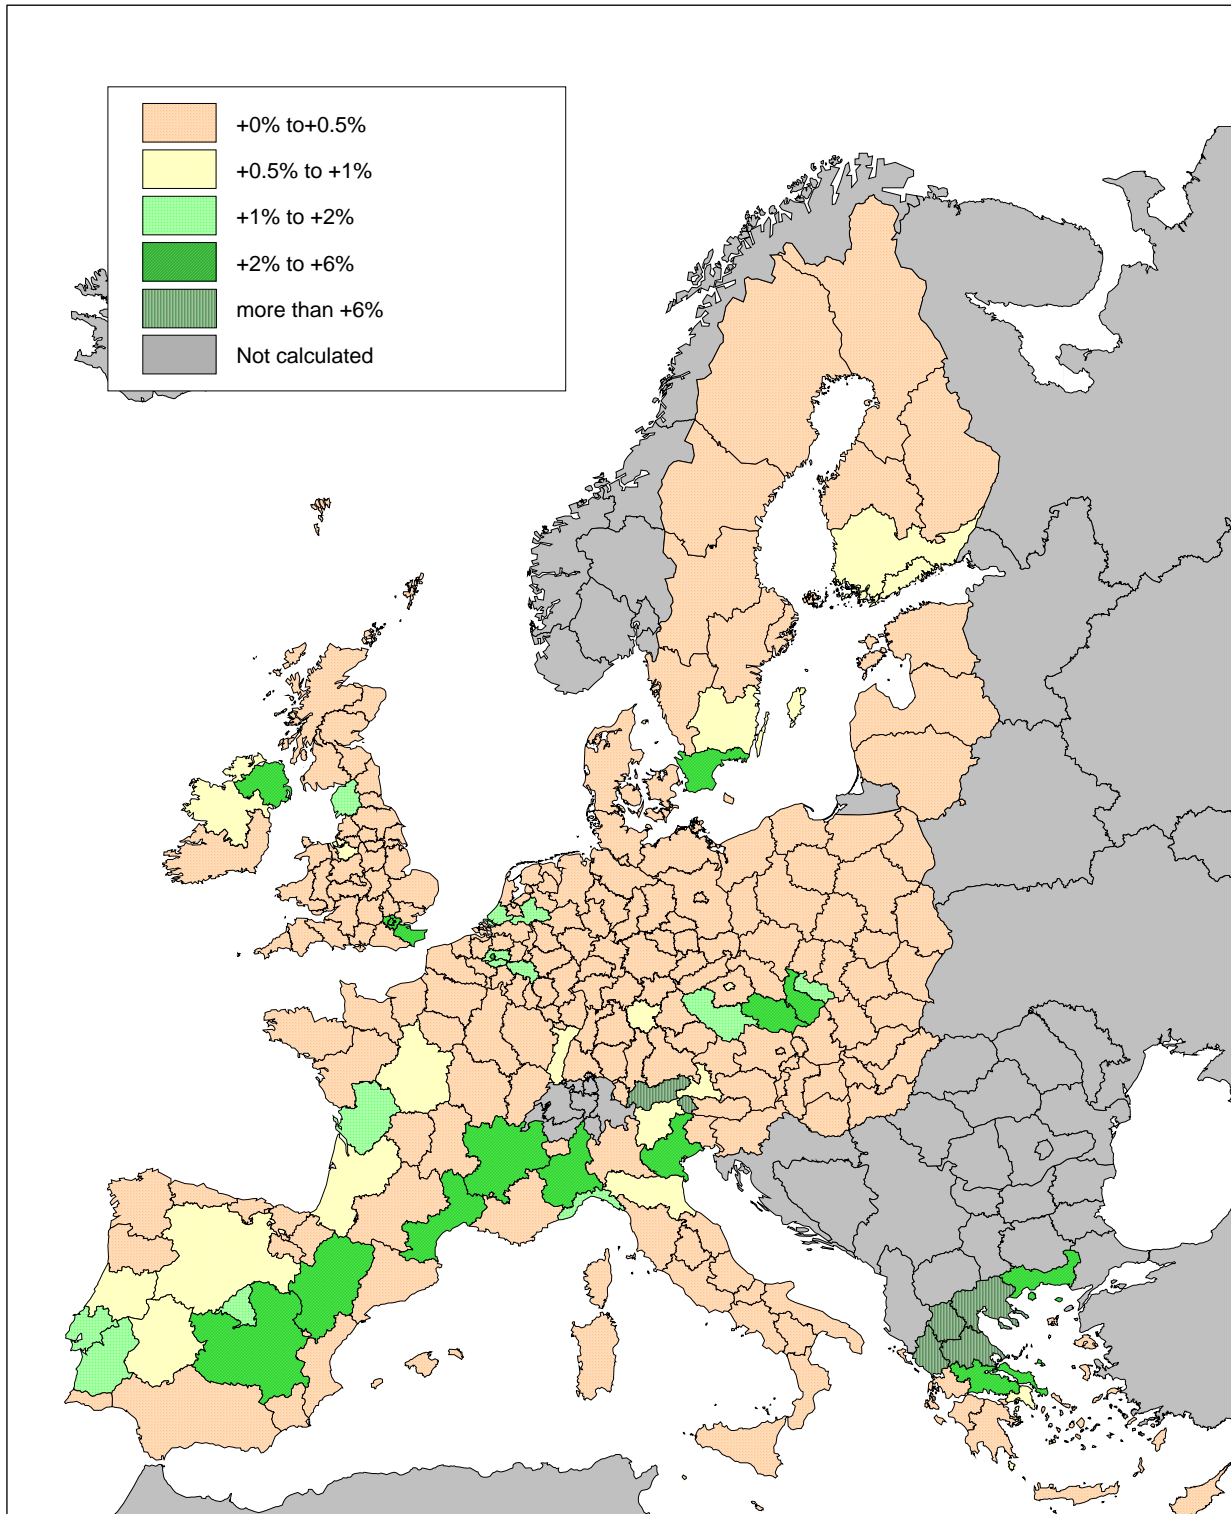 +0% to+0.5%
+0.5% to +1%
+1% to +2%
+2% to +6%
more than +6%
Not calculated